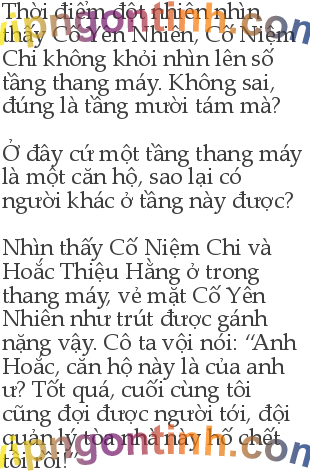 Thời điểm đột nhiên nhìn
thấy Cố Yên Nhiên, Cố Niệm
Chi không khỏi nhìn lên số
tầng thang máy. Không sai,
đúng là tầng mười tám mà?
Ở đây cứ một tầng thang máy
là một căn hộ, sao lại có
người khác ở tầng này được?
Nhìn thấy Cố Niệm Chi và
Hoắc Thiệu Hằng ở trong
thang máy, vẻ mặt Cố Yên
Nhiên như trút được gánh
nặng vậy. Cô ta vội nói: “Anh
Hoắc, căn hộ này là của anh
ư? Tốt quá, cuối cùng tôi
cũng đợi được người tới, đội
quản lý tòa nhà này hố chết
tôi rồi!”